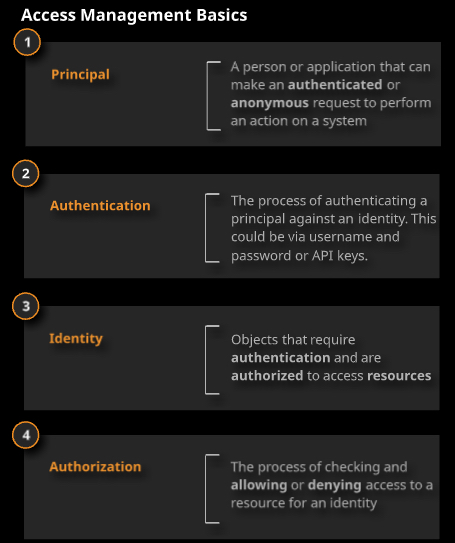 Access Management Basics
1
Principal
A person or application that can
make an authenticated or
anonymous request to perform
an action on a system
2
Authentication
The process of authenticating a
principal against an identity. This
could be via username and
password or API keys.
3
Identity
Objects that require
authentication and are
authorized to access resources
4
Authorization
The process of checking and
allowing or denying access to a
resource for an identity